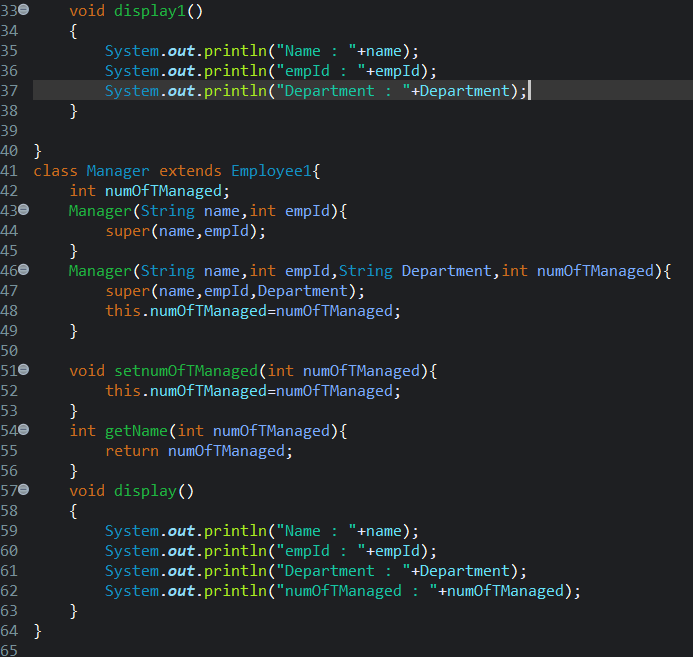 33 void display1()
34 {
35 System.out.println("Name : "+name);
36 System.out.println("empId : "+empId);
37 System.out.println("Department : "+Department);
38 }
39
40 }
41 class Manager extends Employee1{
42 int numOfTManaged;
43 Manager(String name,int empId){
44 super(name,empId);
45 }
46 Manager(String name,int empId,String Department,int numOfTManaged){
47 super(name,empId,Department);
48 this.numOfTManaged=numOfTManaged;
49 }
50
51 void setnumOfTManaged(int numOfTManaged){
52 this.numOfTManaged=numOfTManaged;
53 }
54 int getName(int numOfTManaged){
55 return numOfTManaged;
56 }
57 void display()
58 {
59 System.out.println("Name : "+name);
60 System.out.println("empId : "+empId);
61 System.out.println("Department : "+Department);
62 System.out.println("numOfTManaged : "+numOfTManaged);
63 }
64 }
65